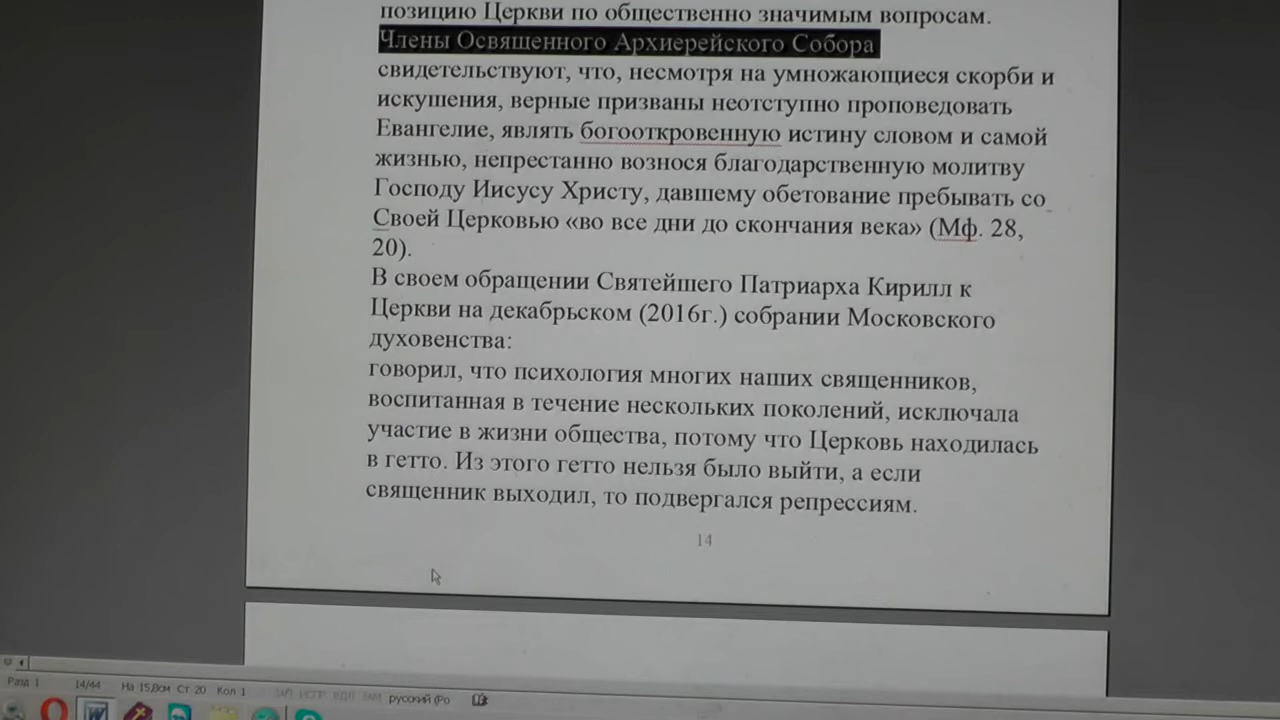 позицию Церкви по общественно значимым вопросам.
Члены Освященного Архиерейского Собора
свидетельствуют, что, несмотря на умножающиеся скорби и
искушения, верные призваны неотступно проповедовать
Евангелие, являть богооткровенную истину словом и самой
жизнью, непрестанно вознося благодарственную молитву
Господу Иисусу Христу, давшему обетование пребывать со
Своей Церковью «во все дни до скончания века» (Мф. 28,
20).
В своем обращении Святейшего Патриарха Кирилл к
Церкви на декабрьском (2016г.) собрании Московского
духовенства:
говорил, что психология многих наших священников,
воспитанная в течение нескольких поколений, исключала
участие в жизни общества, потому что Церковь находилась
в гетто. Из этого гетто нельзя было выйти, а если
священник выходил, то подвергался репрессиям.
14
Разд 1 14/44 На 15,8см Ст 20 Кол 1 ЗАП ИСПР ВДЛ ЗАМ русский (Ро